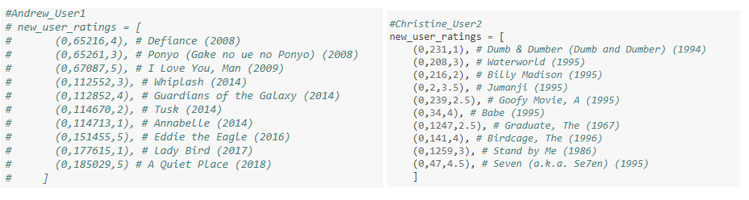 #Andrew_User1
# new_user_ratings = [
#       (0,65216,4), # Defiance (2008)
#       (0,65261,3), # Ponyo (Gake no ue no Ponyo) (2008)
#       (0,67087,5), # I Love You, Man (2009)
#       (0,112552,3), # Whiplash (2014)
#       (0,112852,4), # Guardians of the Galaxy (2014)
#       (0,114670,2), # Tusk (2014)
#       (0,114713,1), # Annabelle (2014)
#       (0,151455,5), # Eddie the Eagle (2016)
#       (0,177615,1), # Lady Bird (2017)
#       (0,185029,5) # A Quiet Place (2018)
#     ]
#Christine_User2
new_user_ratings = [
    (0,231,1), # Dumb & Dumber (Dumb and Dumber) (1994)
    (0,208,3), # Waterworld (1995)
    (0,216,2), # Billy Madison (1995)
    (0,2,3.5), # Jumanji (1995)
    (0,239,2.5), # Goofy Movie, A (1995)
    (0,34,4), # Babe (1995)
    (0,1247,2.5), # Graduate, The (1967)
    (0,141,4), # Birdcage, The (1996)
    (0,1259,3), # Stand by Me (1986)
    (0,47,4.5), # Seven (a.k.a. Se7en) (1995)
    ]